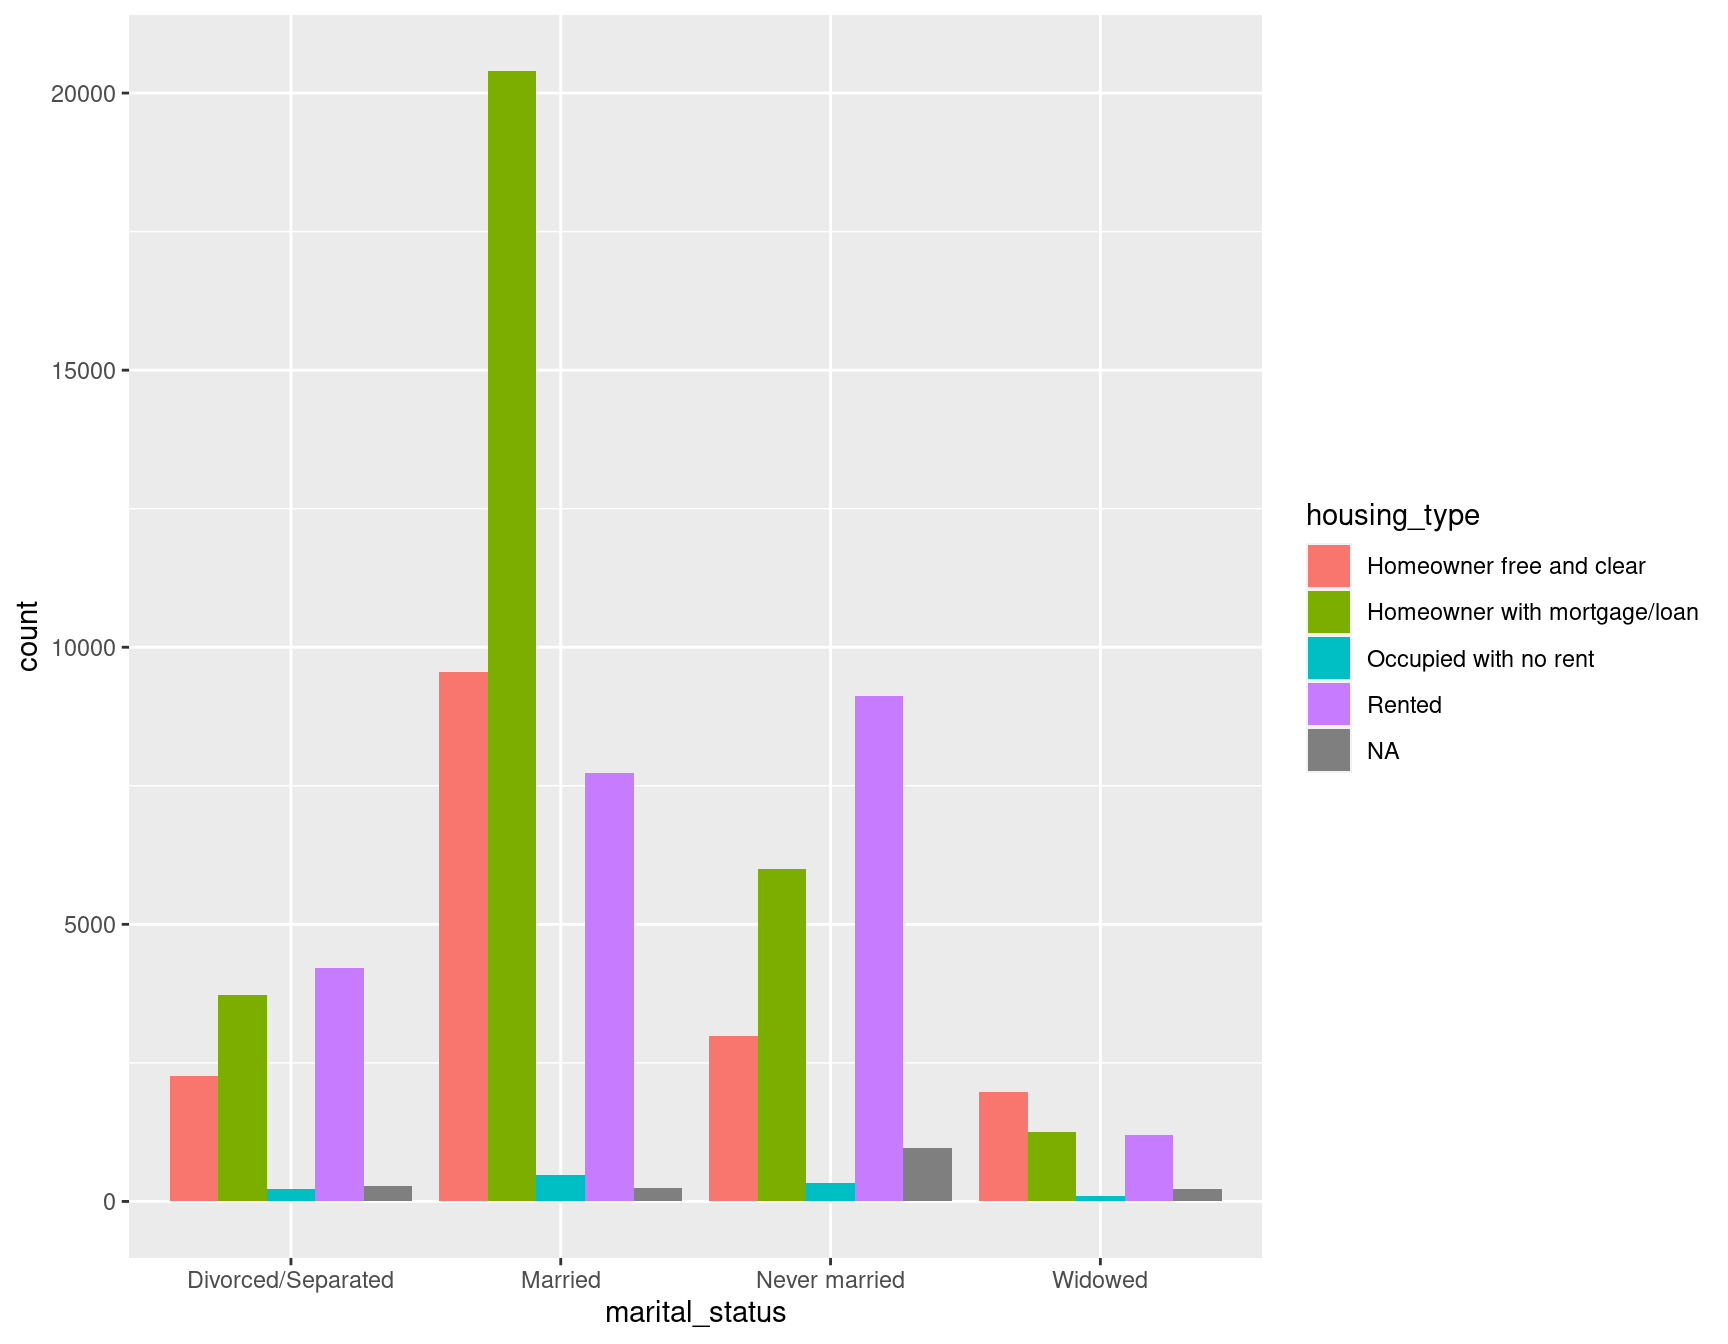 20000
15000
10000
5000
0
count
Divorced/Separated
Married
Never married
Widowed
marital_status
housing_type
Homeowner free and clear
Homeowner with mortgage/loan
Occupied with no rent
Rented
NA